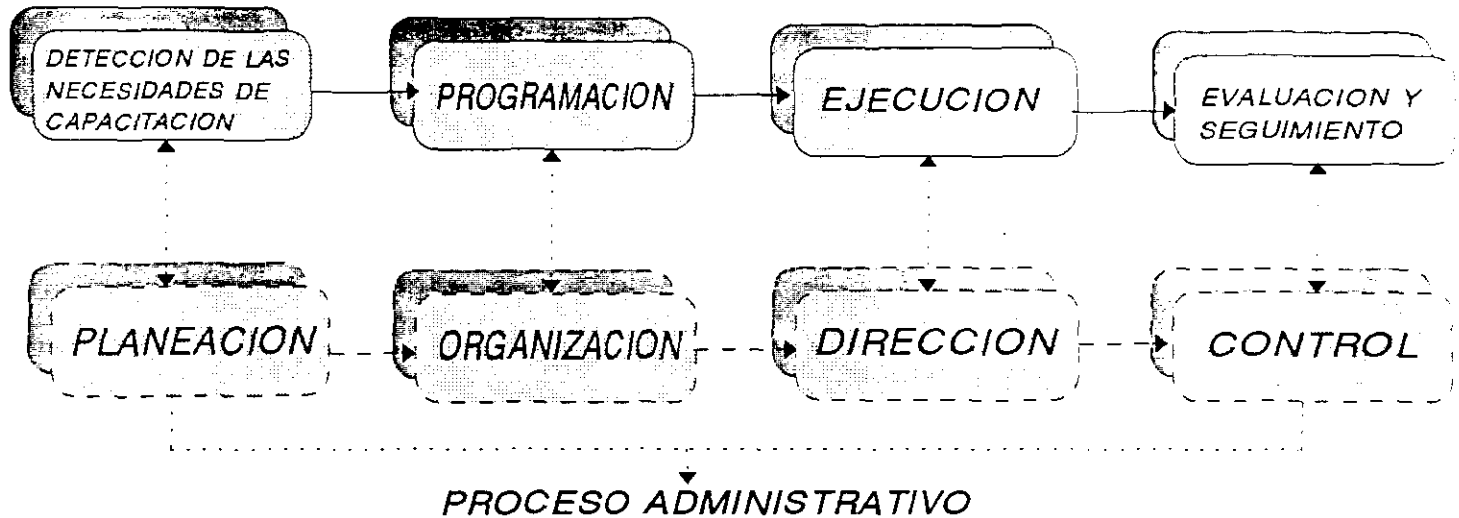 DETECCION DE LAS
NECESIDADES DE
CAPACITACION
PROGRAMACION
EJECUCION
EVALUACION Y
SEGUIMIENTO
PLANEACION
ORGANIZACION
DIRECCION
CONTROL
PROCESO ADMINISTRATIVO